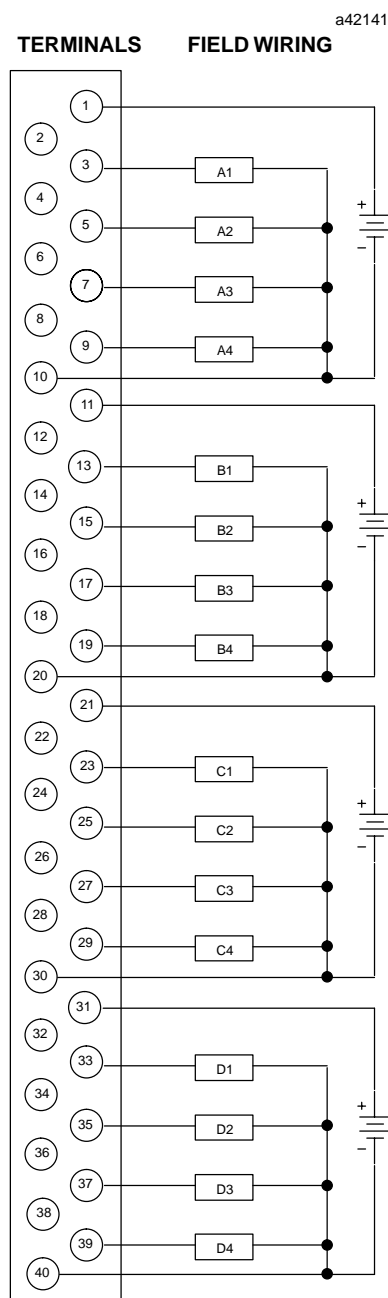 a42141
TERMINALS FIELD WIRING
1
2
3 A1
+
4
5 A2
−
6
7 A3
8
9 A4
10
11
12
13 B1
+
14
15 B2
−
16
17 B3
18
19 B4
20
21
22
23 C1
+
24
25 C2
−
26
27 C3
28
29 C4
30
31
32
33 D1
+
34
35 D2
−
36
37 D3
38
39 D4
40